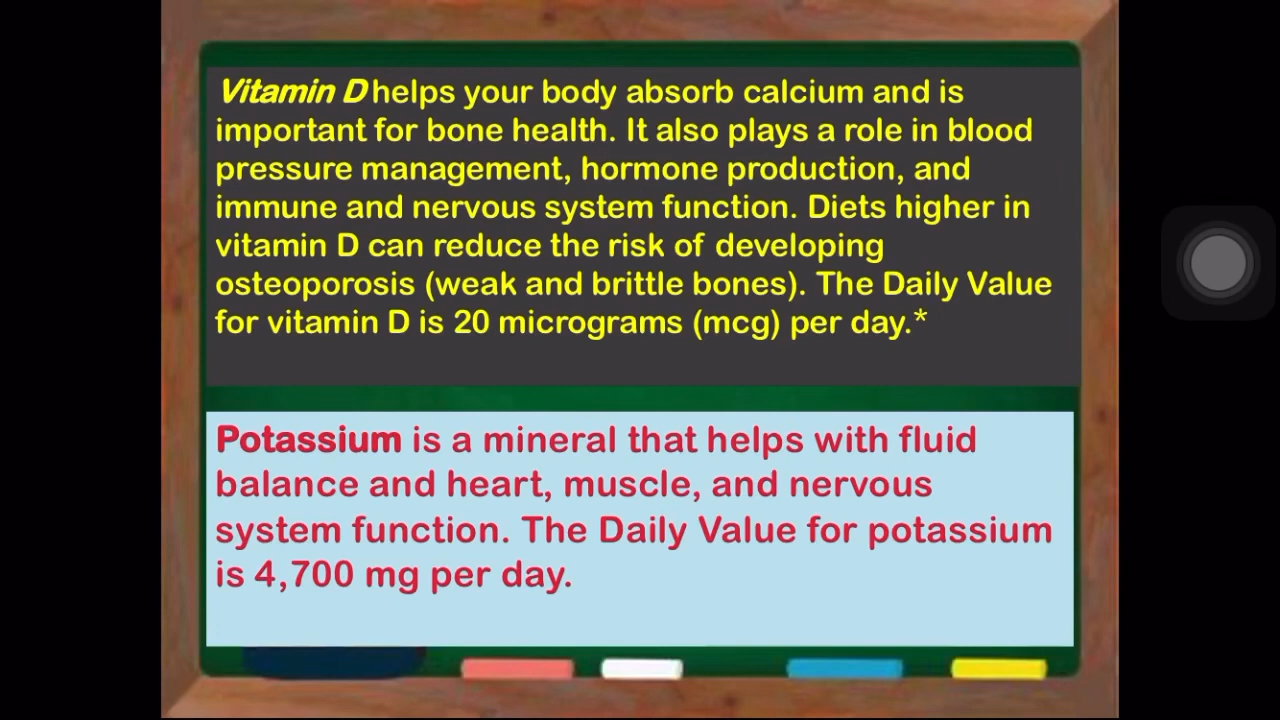 Vitamin D helps your body absorb calcium and is
important for bone health. It also plays a role in blood
pressure management, hormone production, and
immune and nervous system function. Diets higher in
vitamin D can reduce the risk of developing
osteoporosis (weak and brittle bones). The Daily Value
for vitamin D is 20 micrograms (mcg) per day.*
Potassium is a mineral that helps with fluid
balance and heart, muscle, and nervous
system function. The Daily Value for potassium
is 4,700 mg per day.